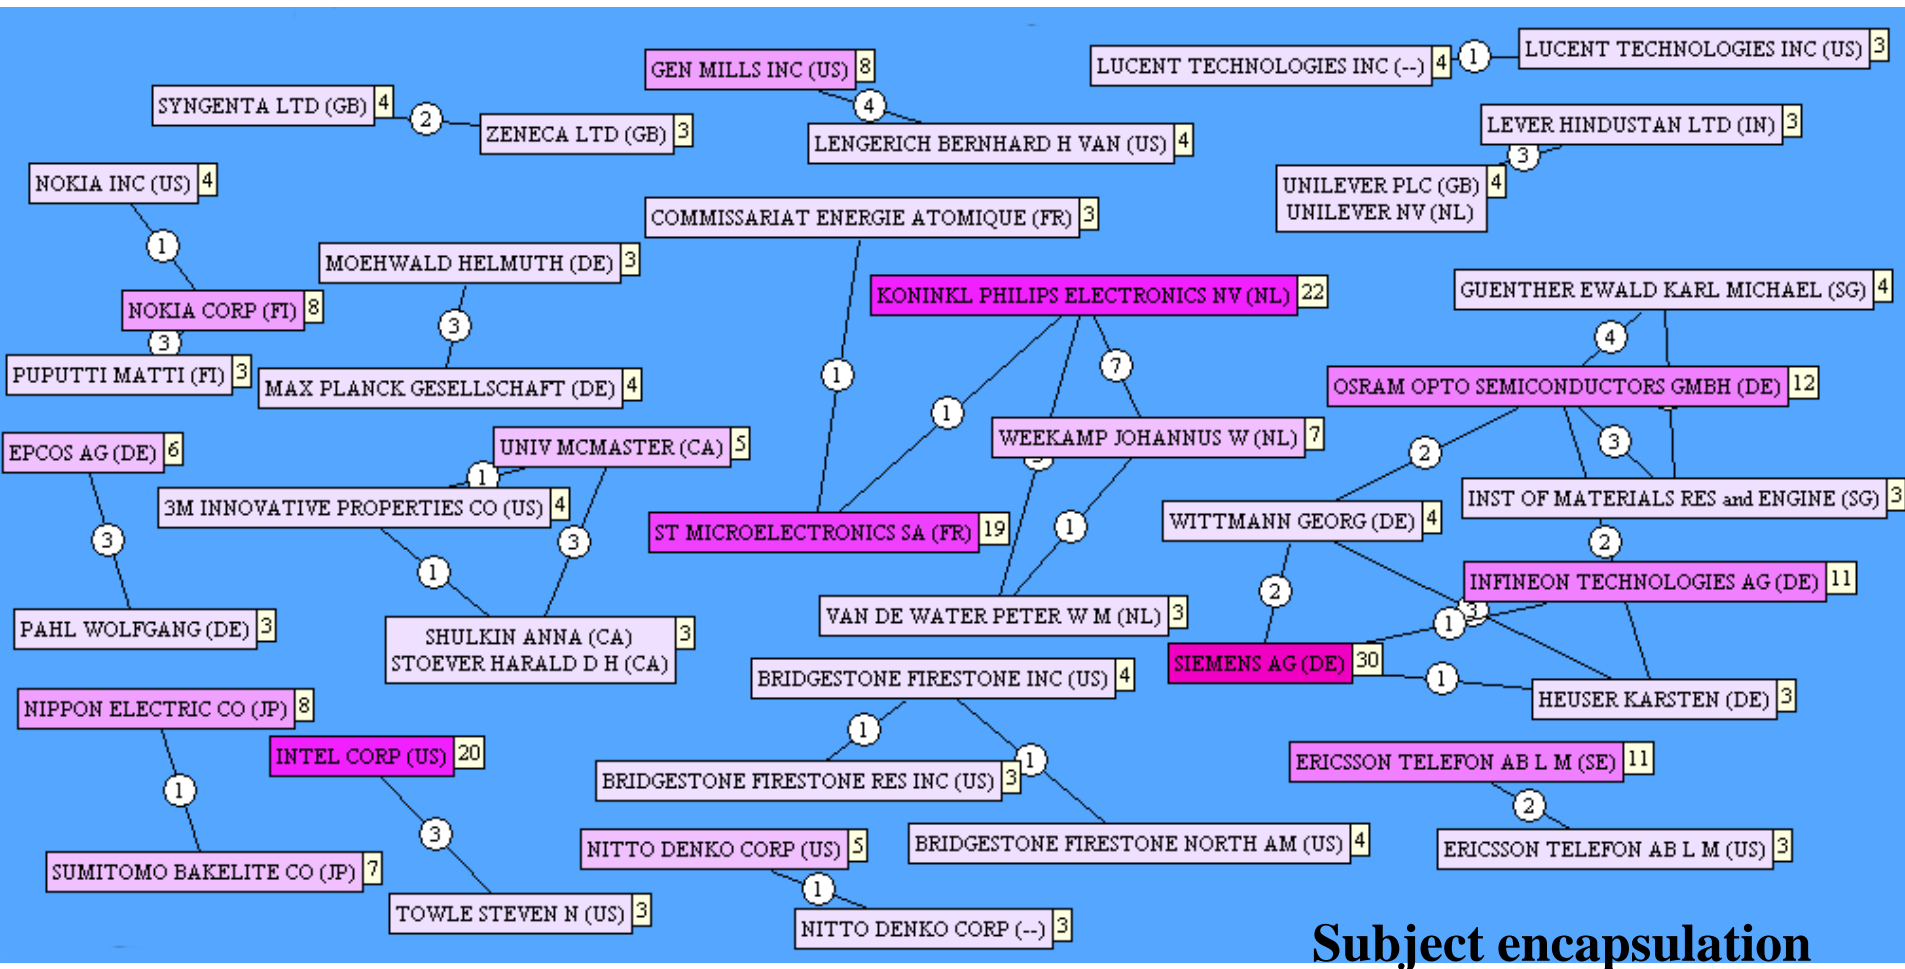 LUCENT TECHNOLOGIES INC (US) 3
GEN MILLS INC (US) 8
LUCENT TECHNOLOGIES INC (--) 4
1
SYNGENTA LTD (GB) 4
2
ZENECA LTD (GB) 3
4
LENGERICH BERNHARD H VAN (US) 4
LEVER HINDUSTAN LTD (IN) 3
3
UNILEVER PLC (GB) 4
UNILEVER NV (NL)
NOKIA INC (US) 4
1
NOKIA CORP (FI) 8
3
PUPUTTI MATTI (FI) 3
MOEHWALD HELMUTH (DE) 3
3
MAX PLANCK GESELLSCHAFT (DE) 4
COMMISSARIAT ENERGIE ATOMIQUE (FR) 3
1
KONINKL PHILIPS ELECTRONICS NV (NL) 22
7
1
WEEKAMP JOHANNUS W (NL) 7
1
ST MICROELECTRONICS SA (FR) 19
VAN DE WATER PETER W M (NL) 3
GUENTHER EWALD KARL MICHAEL (SG) 4
4
OSRAM OPTO SEMICONDUCTORS GMBH (DE) 12
2
3
INST OF MATERIALS RES and ENGINE (SG) 3
WITTMANN GEORG (DE) 4
2
INFINEON TECHNOLOGIES AG (DE) 11
2
3
1
SIEMENS AG (DE) 30
1
HEUSER KARSTEN (DE) 3
EPCOS AG (DE) 6
3
PAHL WOLFGANG (DE) 3
UNIV MCMASTER (CA) 5
1
3M INNOVATIVE PROPERTIES CO (US) 4
1
3
SHULKIN ANNA (CA) 3
STOEVER HARALD D H (CA)
NIPPON ELECTRIC CO (JP) 8
1
SUMITOMO BAKELITE CO (JP) 7
INTEL CORP (US) 20
3
TOWLE STEVEN N (US) 3
BRIDGESTONE FIRESTONE INC (US) 4
1
1
BRIDGESTONE FIRESTONE RES INC (US) 3
BRIDGESTONE FIRESTONE NORTH AM (US) 4
NITTO DENKO CORP (US) 5
1
NITTO DENKO CORP (--) 3
ERICSSON TELEFON AB L M (SE) 11
2
ERICSSON TELEFON AB L M (US) 3
Subject encapsulation